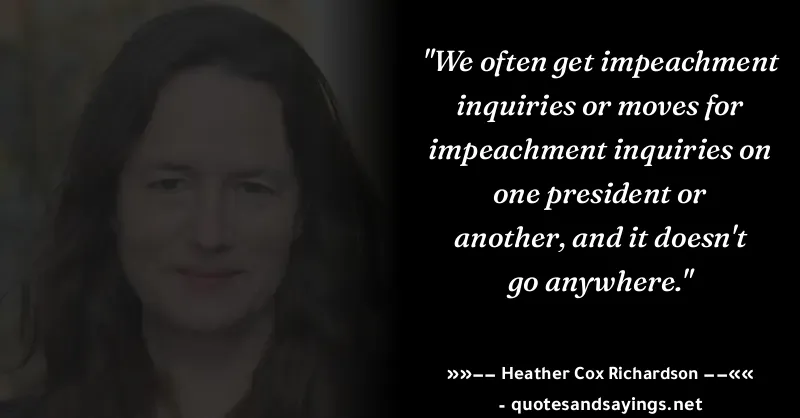 "We often get impeachment
inquiries or moves for
impeachment inquiries on
one president or
another, and it doesn't
go anywhere."
»»—— Heather Cox Richardson ——««
- quotesandsayings.net